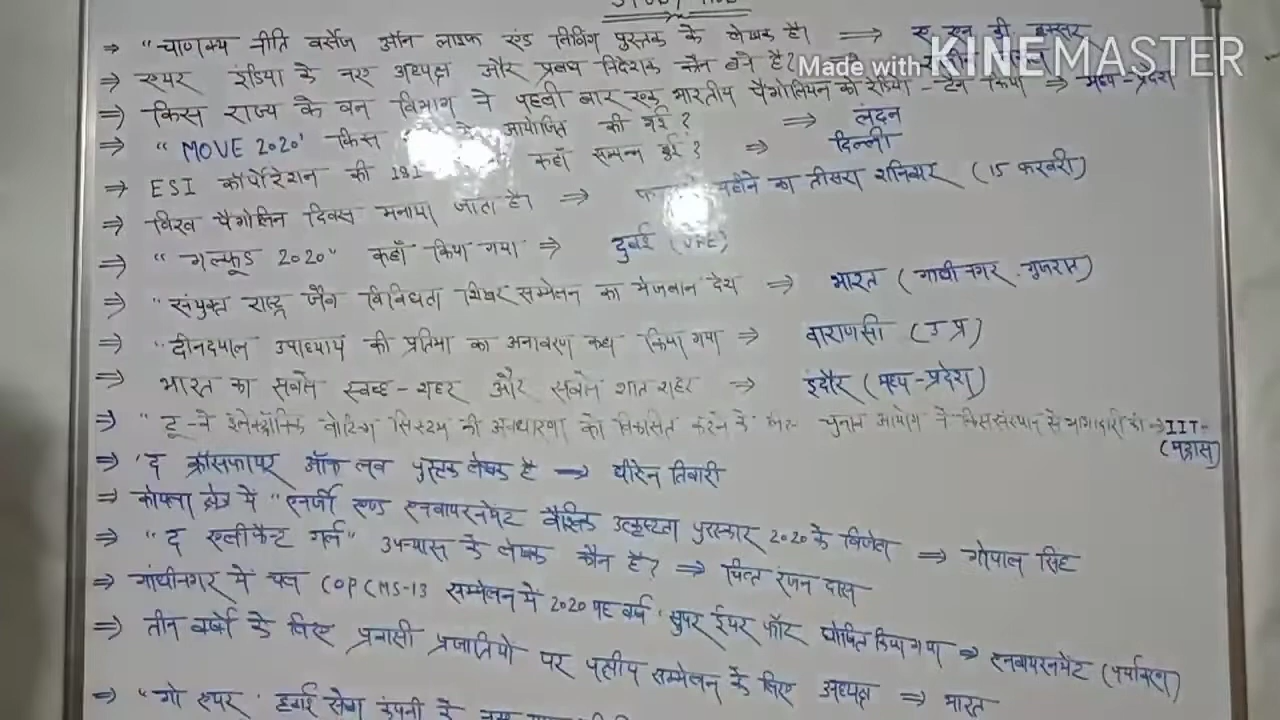 ⇒ "चाणक्य नीति वर्सेज ऑन लाइफ एंड लिविंग पुस्तक के लेखक है। ⇒
Made with KINEMASTER
⇒ एयर इंडिया के नए अध्यक्ष और प्रबंध निदेशक कौन बने है?
⇒ किस राज्य के वन विभाग ने पहली बार एक भारतीय पैंगोलियन को रेडियो-टैग किया ⇒ मध्य-प्रदेश
⇒ "MOVE 2020' किस आयोजित की गई? ⇒ लंदन
⇒ ESI कॉर्पोरेशन की 181 कहाँ सम्पन्न हुई? ⇒ दिल्ली
⇒ विश्व पैंगोलिन दिवस मनाया जाता है। ⇒ महीने का तीसरा शनिवार (15 फरवरी)
⇒ "गल्फूड 2020" कहाँ किया गया ⇒ दुबई (UAE)
⇒ "संयुक्त राष्ट्र जैव विविधता शिखर सम्मेलन का मेजबान देश ⇒ भारत (गांधीनगर गुजरात)
⇒ "दीनदयाल उपाध्याय की प्रतिमा का अनावरण कहा किया गया ⇒ वाराणसी (उ प्र)
⇒ भारत का सबसे स्वच्छ-शहर और सबसे शांत शहर ⇒ इंदौर (मध्य-प्रदेश)
⇒ "टू-वे इलेक्ट्रॉनिक वोटिंग सिस्टम की अवधारणा को विकसित करने के लिए चुनाव आयोग ने किस संस्थान से भागीदारी की ⇒ IIT-
(मद्रास)
⇒ 'द क्रॉसफायर ऑफ लव पुस्तक लेखक है ⇒ धीरेन तिवारी
⇒ कोयला क्षेत्र में "एनर्जी एण्ड एनवायरनमेंट वैश्विक उत्कृष्टता पुरस्कार 2020 के विजेता ⇒ गोपाल सिंह
⇒ "द एलीफैन्ट गर्ल" उपन्यास के लेखक कौन है? ⇒ चित्त रंजन दास
⇒ गांधीनगर में COP CMS-13 सम्मेलन में 2020 वर्ष 'सुपर ईयर फॉर घोषित किया गया ⇒ एनवायरनमेंट (पर्यावरण)
⇒ तीन वर्षों के लिए प्रवासी प्रजातियों पर सम्मेलन के लिए अध्यक्ष ⇒ भारत
⇒ "गो एयर' हवाई सेवा कंपनी के